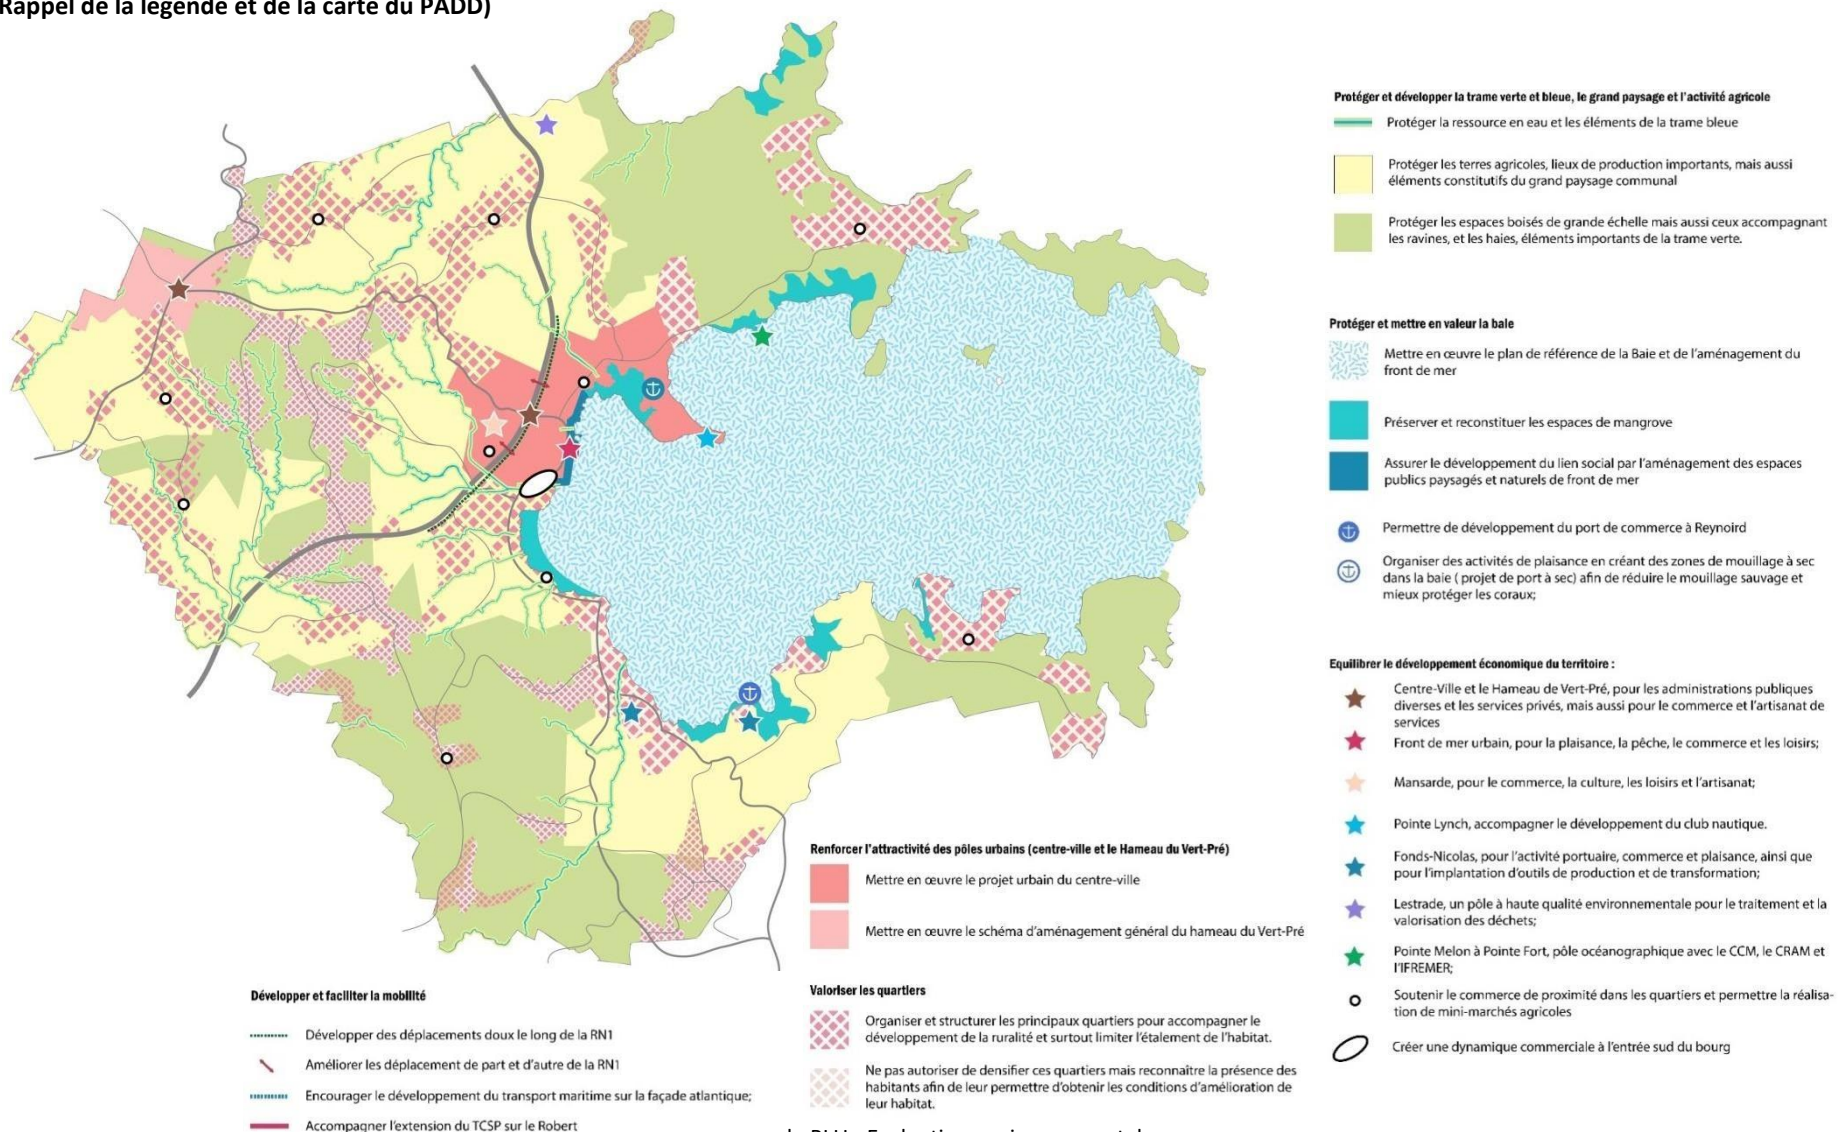 Rappel de la légende et de la carte du PADD)
Protéger et développer la trame verte et bleue, le grand paysage et l'activité agricole
Protéger la ressource en eau et les éléments de la trame bleue
Protéger les terres agricoles, lieux de production importants, mais aussi
éléments constitutifs du grand paysage communal
Protéger les espaces boisés de grande échelle mais aussi ceux accompagnant
les ravines, et les haies, éléments importants de la trame verte.
Protéger et mettre en valeur la baie
Mettre en œuvre le plan de référence de la Baie et de l'aménagement du
front de mer
Préserver et reconstituer les espaces de mangrove
Assurer le développement du lien social par l'aménagement des espaces
publics paysagés et naturels de front de mer
Permettre de développement du port de commerce à Reynoird
Organiser des activités de plaisance en créant des zones de mouillage à sec
dans la baie ( projet de port à sec) afin de réduire le mouillage sauvage et
mieux protéger les coraux;
Equilibrer le développement économique du territoire :
Centre-Ville et le Hameau de Vert-Pré, pour les administrations publiques
diverses et les services privés, mais aussi pour le commerce et l'artisanat de
services
Front de mer urbain, pour la plaisance, la pêche, le commerce et les loisirs;
Mansarde, pour le commerce, la culture, les loisirs et l'artisanat;
Pointe Lynch, accompagner le développement du club nautique.
Fonds-Nicolas, pour l'activité portuaire, commerce et plaisance, ainsi que
pour l'implantation d'outils de production et de transformation;
Lestrade, un pôle à haute qualité environnementale pour le traitement et la
valorisation des déchets;
Pointe Melon à Pointe Fort, pôle océanographique avec le CCM, le CRAM et
l'IFREMER;
Soutenir le commerce de proximité dans les quartiers et permettre la réalisa-
tion de mini-marchés agricoles
Créer une dynamique commerciale à l'entrée sud du bourg
Renforcer l'attractivité des pôles urbains (centre-ville et le Hameau du Vert-Pré)
Mettre en œuvre le projet urbain du centre-ville
Mettre en œuvre le schéma d'aménagement général du hameau du Vert-Pré
Valoriser les quartiers
Organiser et structurer les principaux quartiers pour accompagner le
développement de la ruralité et surtout limiter l'étalement de l'habitat.
Ne pas autoriser de densifier ces quartiers mais reconnaître la présence des
habitants afin de leur permettre d'obtenir les conditions d'amélioration de
leur habitat.
Développer et faciliter la mobilité
Développer des déplacements doux le long de la RN1
Améliorer les déplacement de part et d'autre de la RN1
Encourager le développement du transport maritime sur la façade atlantique;
Accompagner l'extension du TCSP sur le Robert